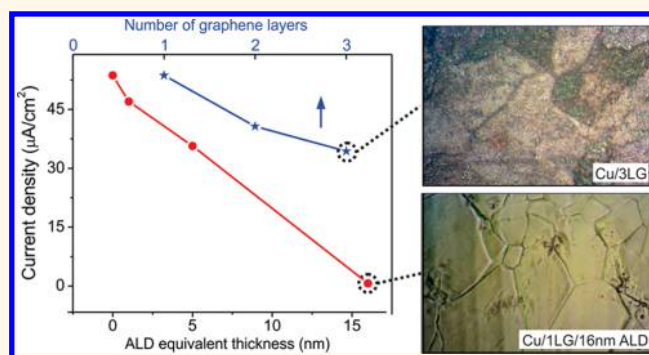 Number of graphene layers
0 1 2 3
Current density (μA/cm²)
45
30
15
0
0 5 10 15
ALD equivalent thickness (nm)
Cu/3LG
Cu/1LG/16nm ALD